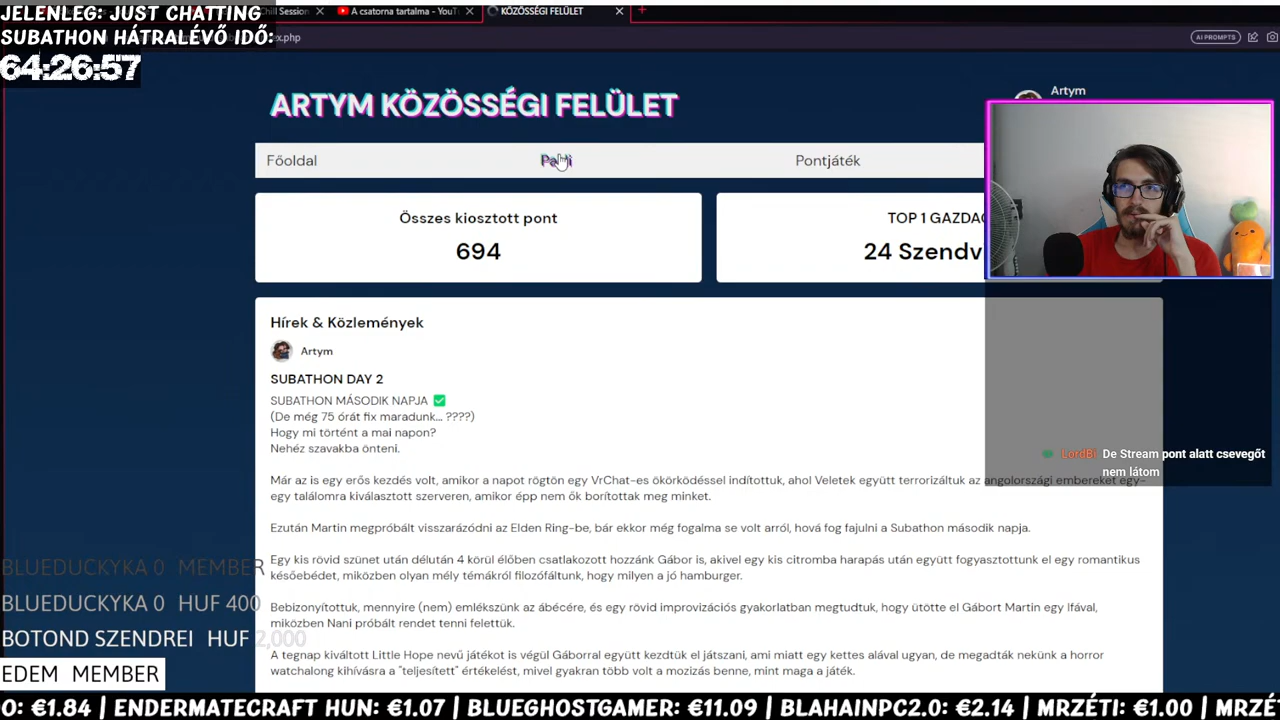 JELENLEG: JUST CHATTING
SUBATHON HÁTRALÉVŐ IDŐ:
64:26:57
hill Session
A csatorna tartalma - YouT
KÖZÖSSÉGI FELÜLET
ex.php
AI PROMPTS
ARTYM KÖZÖSSÉGI FELÜLET
Artym
Főoldal
Pontjáték
Összes kiosztott pont
694
TOP 1 GAZDA
24 Szendv
Hírek & Közlemények
Artym
SUBATHON DAY 2
SUBATHON MÁSODIK NAPJA ✅
(De még 75 órát fix maradunk... ????)
Hogy mi történt a mai napon?
Nehéz szavakba önteni.
LordBi De Stream pont alatt csevegőt
nem látom
Már az is egy erős kezdés volt, amikor a napot rögtön egy VrChat-es ökörködéssel indítottuk, ahol Veletek együtt terrorizáltuk az angolországi embereket egy-
egy találomra kiválasztott szerveren, amikor épp nem ők borítottak meg minket.
Ezután Martin megpróbált visszarázódni az Elden Ring-be, bár ekkor még fogalma se volt arról, hová fog fajulni a Subathon második napja.
Egy kis rövid szünet után délután 4 körül élőben csatlakozott hozzánk Gábor is, akivel egy kis citromba harapás után együtt fogyasztottunk el egy romantikus
késoebédet, miközben olyan mély témákról filozófáltunk, hogy milyen a jó hamburger.
Bebizonyítottuk, mennyire (nem) emlékszünk az ábécére, és egy rövid improvizációs gyakorlatban megtudtuk, hogy ütötte el Gábort Martin egy Ifával,
miközben Nani próbált rendet tenni felettük.
A tegnap kiváltott Little Hope nevű játékot is végül Gáborral együtt kezdtük el játszani, ami miatt egy kettes alával ugyan, de megadták nekünk a horror
watchalong kihívásra a "teljesített" értékelést, mivel gyakran több volt a mozizás benne, mint maga a játék.
BLUEDUCKYKA 0 MEMBER
BLUEDUCKYKA 0 HUF 400
BOTOND SZENDREI HUF 2,000
EDEM MEMBER
O: €1.84 | ENDERMATECRAFT HUN: €1.07 | BLUEGHOSTGAMER: €11.09 | BLAHAINPC2.0: €2.14 | MRZÉTI: €1.00 | MRZÉ